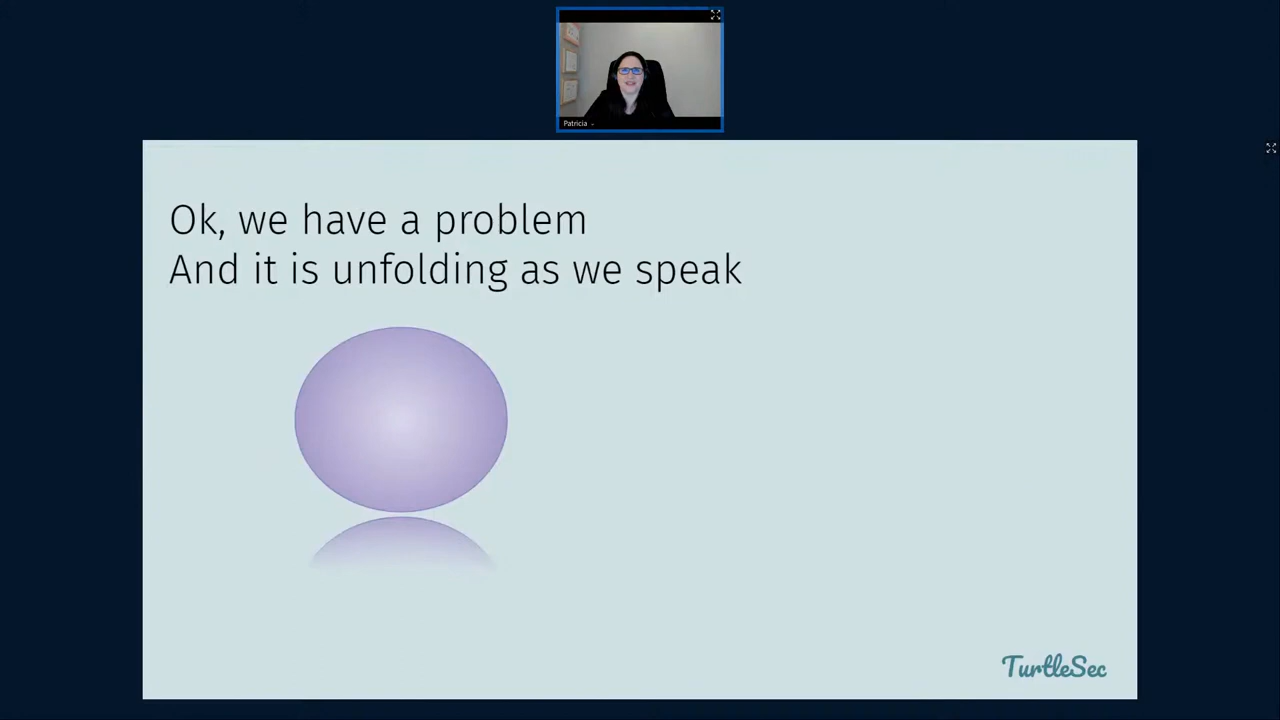 Patricia
Ok, we have a problem
And it is unfolding as we speak
TurtleSec